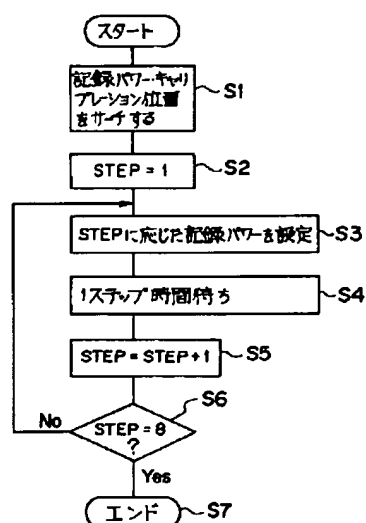 スタート
記録パワー・キャリ
ブレーション位置
をサーチする
S1
STEP = 1
S2
STEPに応じた記録パワーを設定
S3
1ステップ時間待ち
S4
STEP = STEP+1
S5
S6
No
STEP = 8
?
Yes
エンド
S7